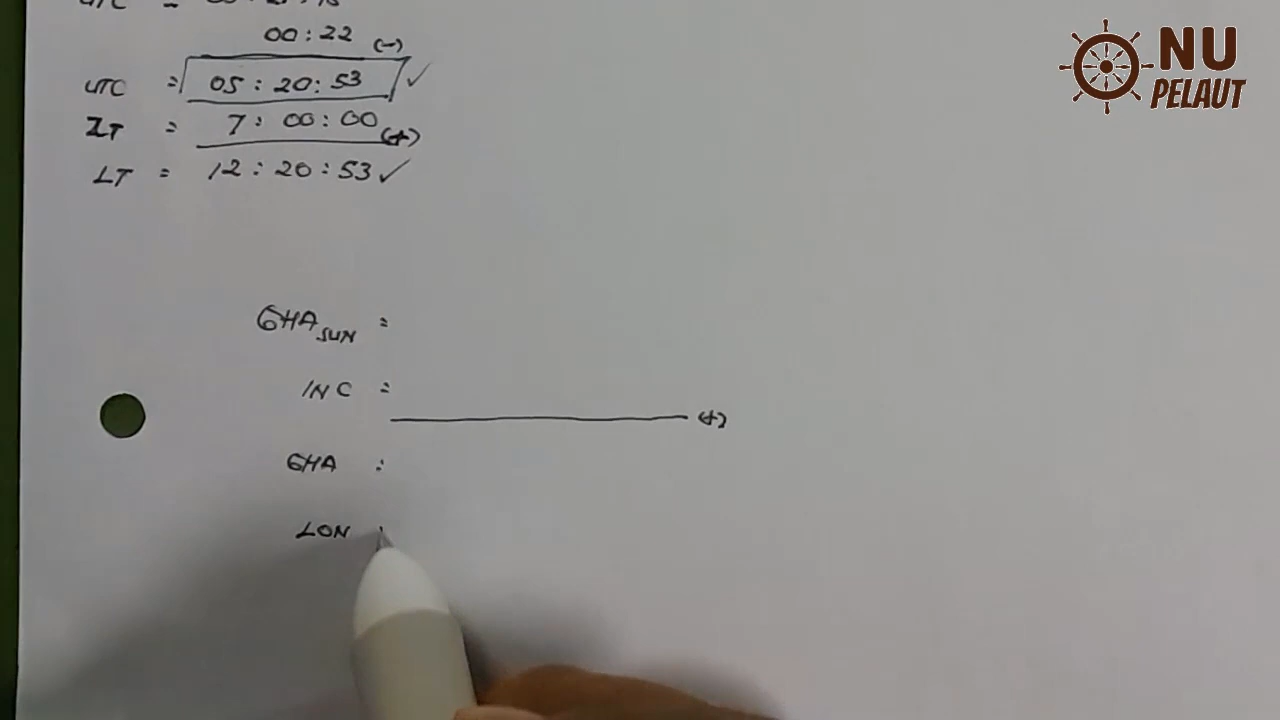 00:22 (-)
UTC = 05:20:53 ✓
ZT = 7:00:00 (+)
LT = 12:20:53 ✓
GHA SUN =
INC =
(+)
GHA :
LON :
NU
PELAUT